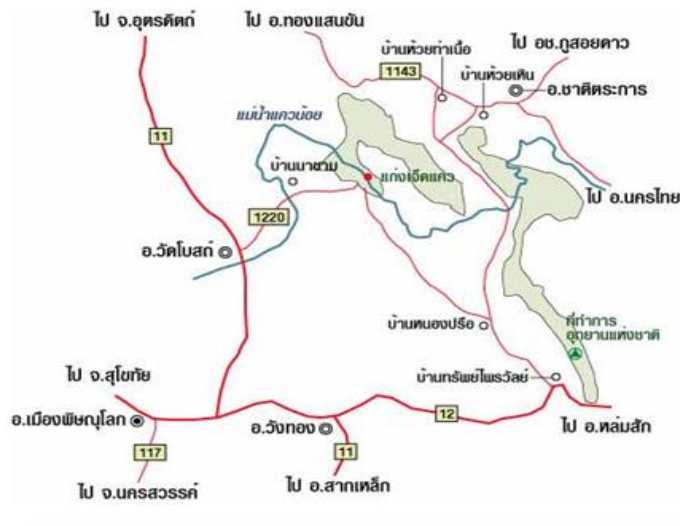 ไป จ.อุตรดิตถ์
ไป อ.ทองแสนขัน
บ้านห้วยท่าเนื้อ
ไป อช.ภูสอยดาว
1143
บ้านห้วยเหิน
อ.ชาติตระการ
แม่น้ำแควน้อย
11
บ้านนาขาม
แก่งเจ็ดแคว
ไป อ.นครไทย
1220
อ.วัดโบสถ์
บ้านหนองปรือ
ที่ทำการ
อุทยานแห่งชาติ
ไป จ.สุโขทัย
บ้านทรัพย์ไพรวัลย์
อ.เมืองพิษณุโลก
อ.วังทอง
12
ไป อ.หล่มสัก
117
11
ไป จ.นครสวรรค์
ไป อ.สากเหล็ก